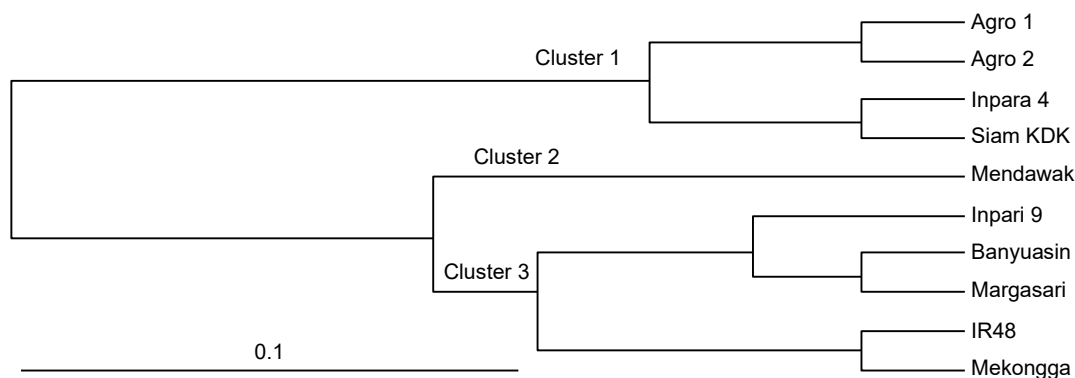 Agro 1
Cluster 1
Agro 2
Inpara 4
Siam KDK
Cluster 2
Mendawak
Inpari 9
Banyuasin
Cluster 3
Margasari
IR48
0.1
Mekongga